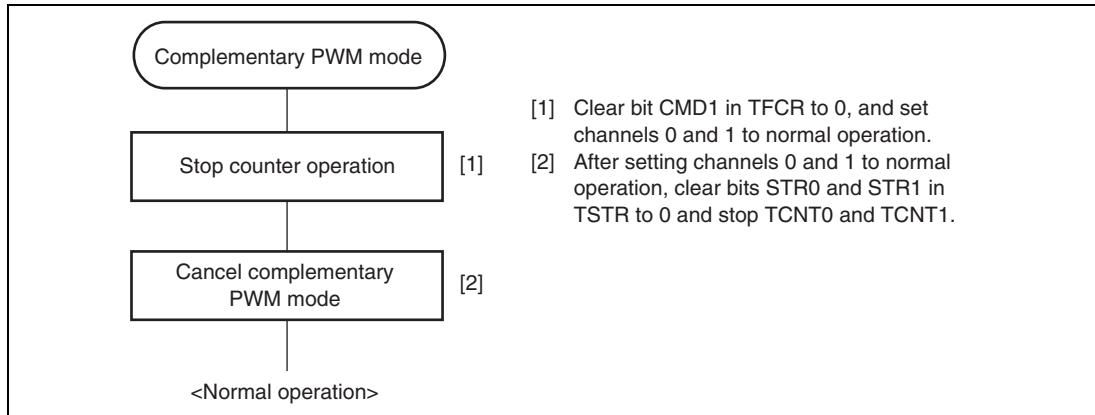 Complementary PWM mode
Stop counter operation
[1]
Cancel complementary
PWM mode
[2]
<Normal operation>
[1] Clear bit CMD1 in TFCR to 0, and set
channels 0 and 1 to normal operation.
[2] After setting channels 0 and 1 to normal
operation, clear bits STR0 and STR1 in
TSTR to 0 and stop TCNT0 and TCNT1.